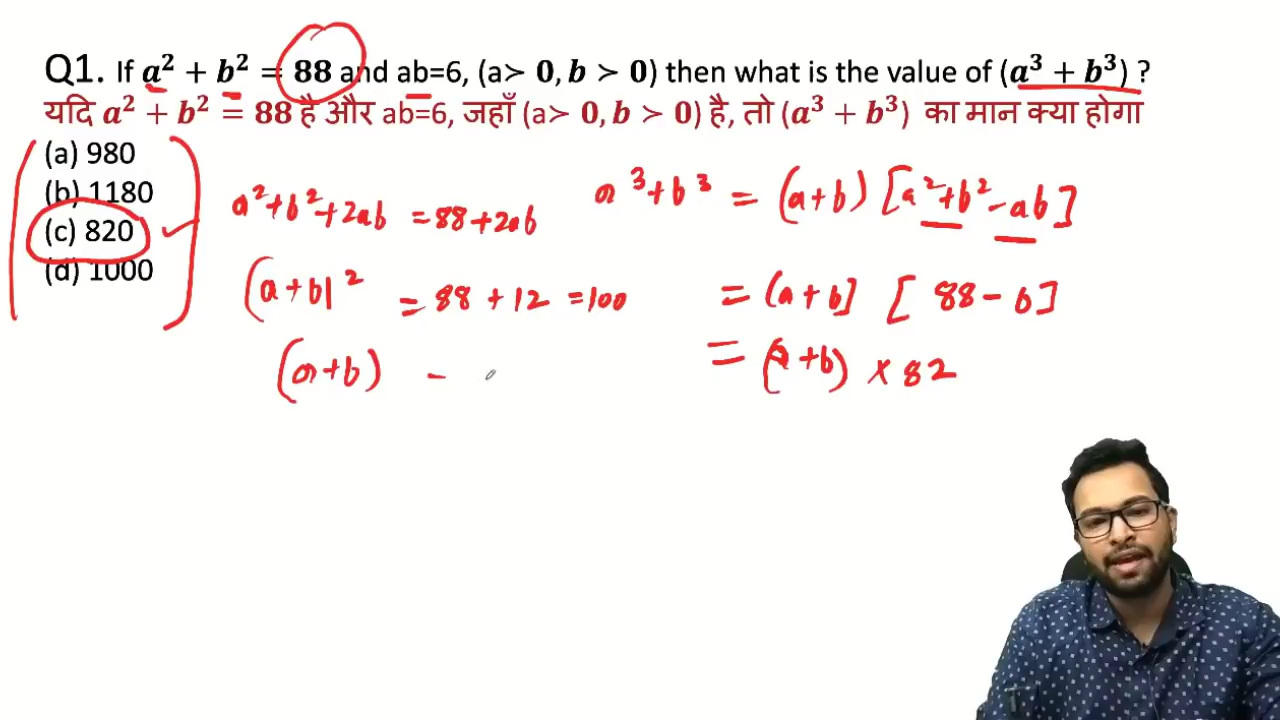 Q1. If a² + b² = 88 and ab=6, (a≻ 0, b ≻ 0) then what is the value of (a³ + b³) ?
यदि a² + b² = 88 है और ab=6, जहाँ (a≻ 0, b ≻ 0) है, तो (a³ + b³) का मान क्या होगा
(a) 980
(b) 1180
(c) 820
(d) 1000
a²+b²+2ab = 88+2ab
(a+b)² = 88 + 12 = 100
(a+b) -
a³+b³ = (a+b) [a²+b²-ab]
= (a+b] [ 88-6]
= (a+b) × 82